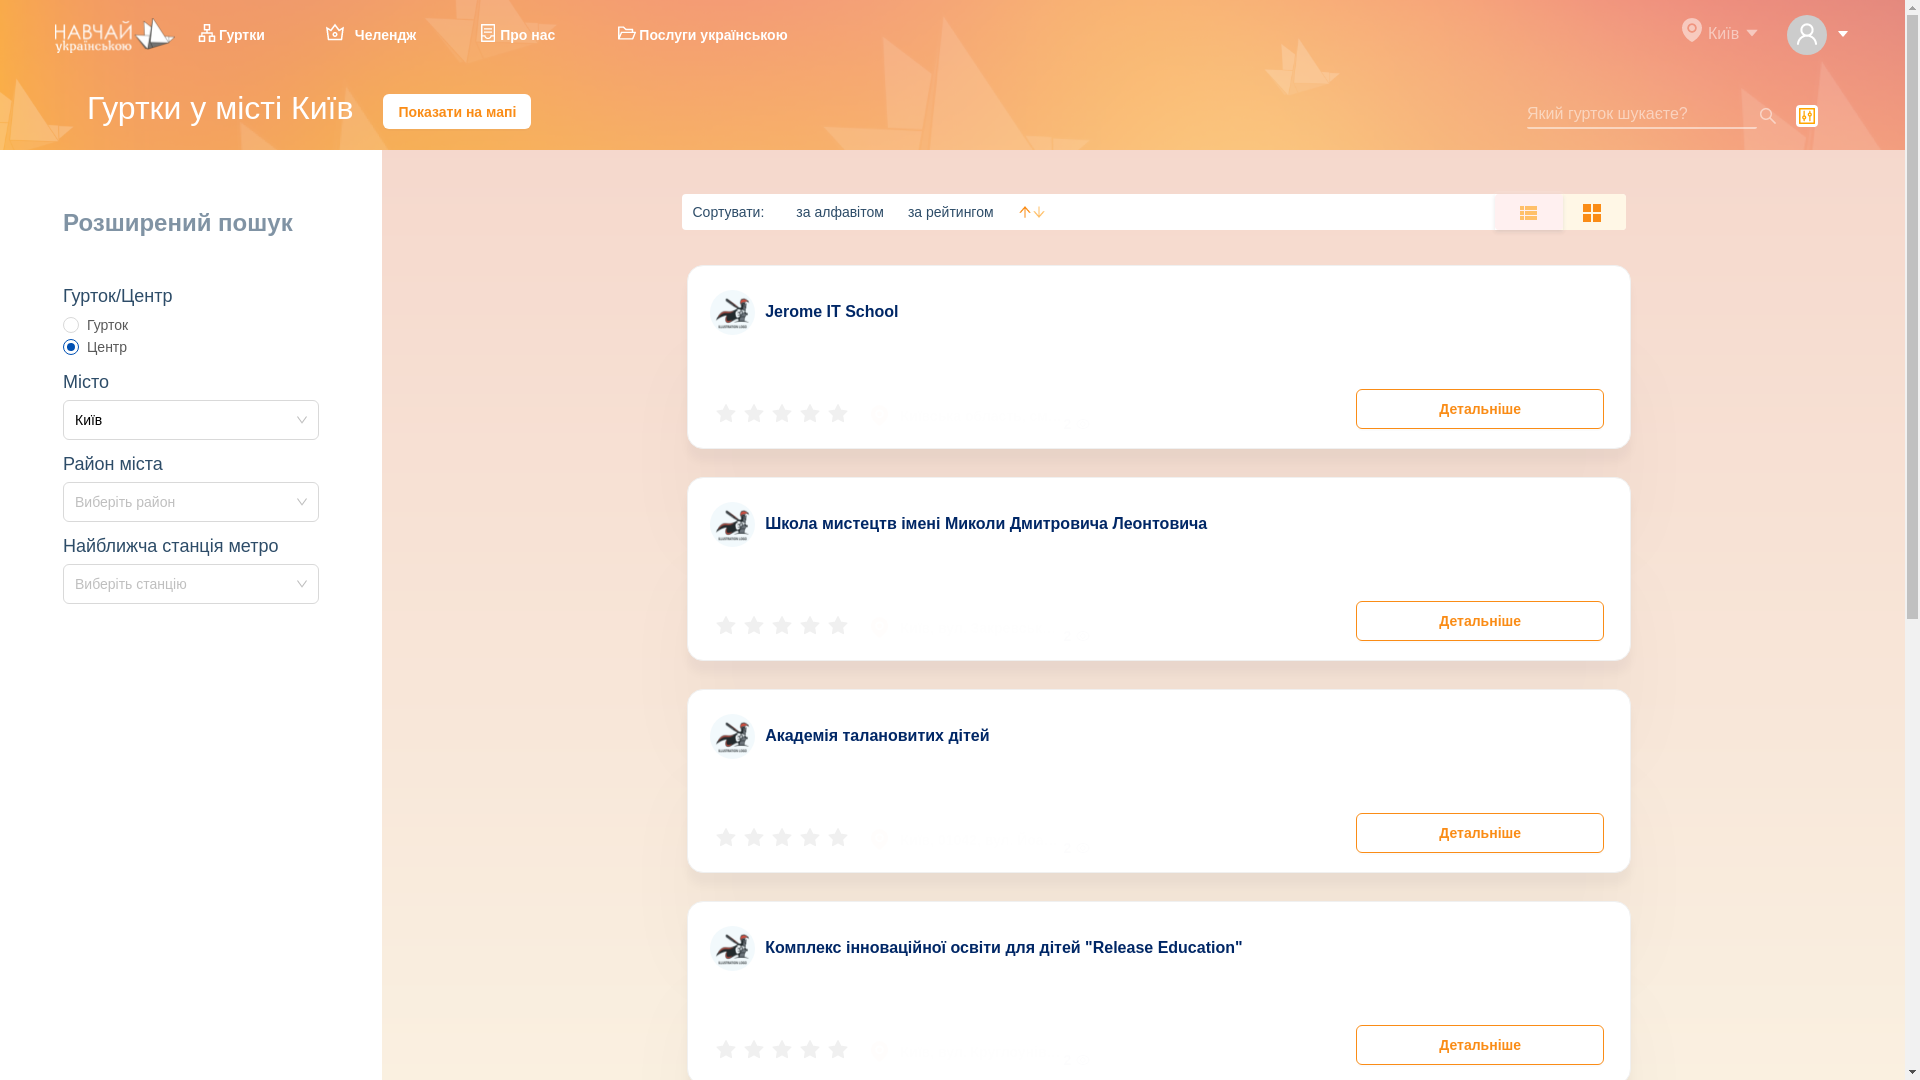 НАВЧАЙ
українською
Гуртки
Челендж
Про нас
Послуги українською
Київ
Гуртки у місті Київ
Показати на мапі
Який гурток шукаєте?
Розширений пошук
Гурток/Центр
Гурток
Центр
Місто
Київ
Район міста
Виберіть район
Найближча станція метро
Виберіть станцію
Сортувати:
за алфавітом
за рейтингом
Jerome IT School
Детальніше
Школа мистецтв імені Миколи Дмитровича Леонтовича
Детальніше
Академія талановитих дітей
Детальніше
Комплекс інноваційної освіти для дітей "Release Education"
Детальніше